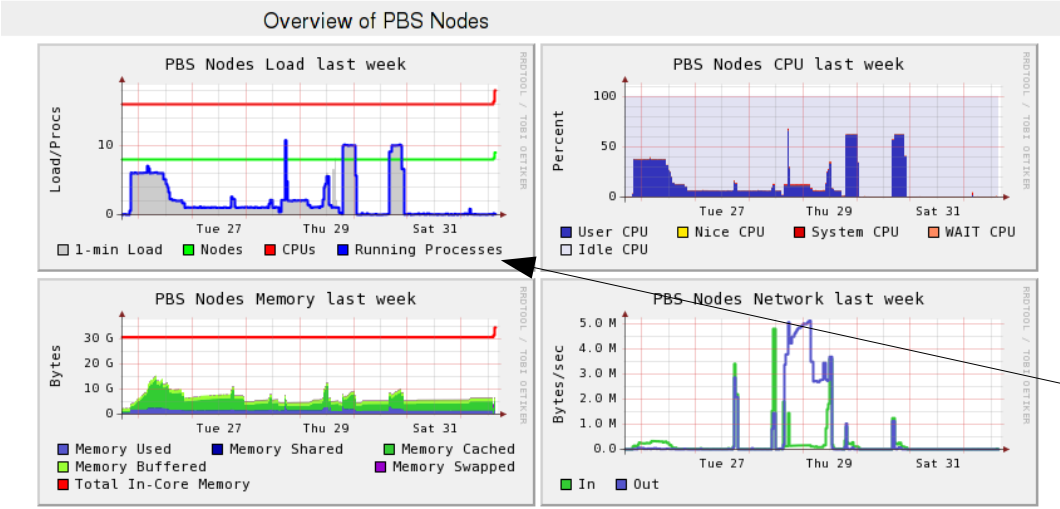 Overview of PBS Nodes
PBS Nodes Load last week
RRDTOOL / TOBI OETIKER
Load/Procs
10
0
Tue 27 Thu 29 Sat 31
1-min Load Nodes CPUs Running Processes
PBS Nodes CPU last week
RRDTOOL / TOBI OETIKER
Percent
100
50
0
Tue 27 Thu 29 Sat 31
User CPU Nice CPU System CPU WAIT CPU
Idle CPU
PBS Nodes Memory last week
RRDTOOL / TOBI OETIKER
Bytes
30 G
20 G
10 G
0
Tue 27 Thu 29 Sat 31
Memory Used Memory Shared Memory Cached
Memory Buffered Memory Swapped
Total In-Core Memory
PBS Nodes Network last week
RRDTOOL / TOBI OETIKER
Bytes/sec
5.0 M
4.0 M
3.0 M
2.0 M
1.0 M
0.0
Tue 27 Thu 29 Sat 31
In Out